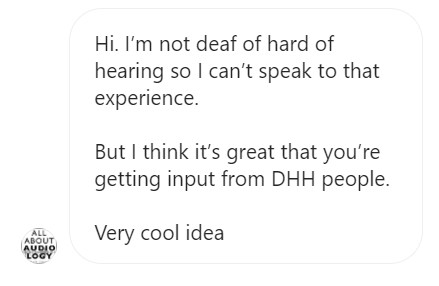 Hi. I'm not deaf of hard of
hearing so I can't speak to that
experience.
But I think it's great that you're
getting input from DHH people.
Very cool idea
ALL
ABOUT
AUDIO
LOGY